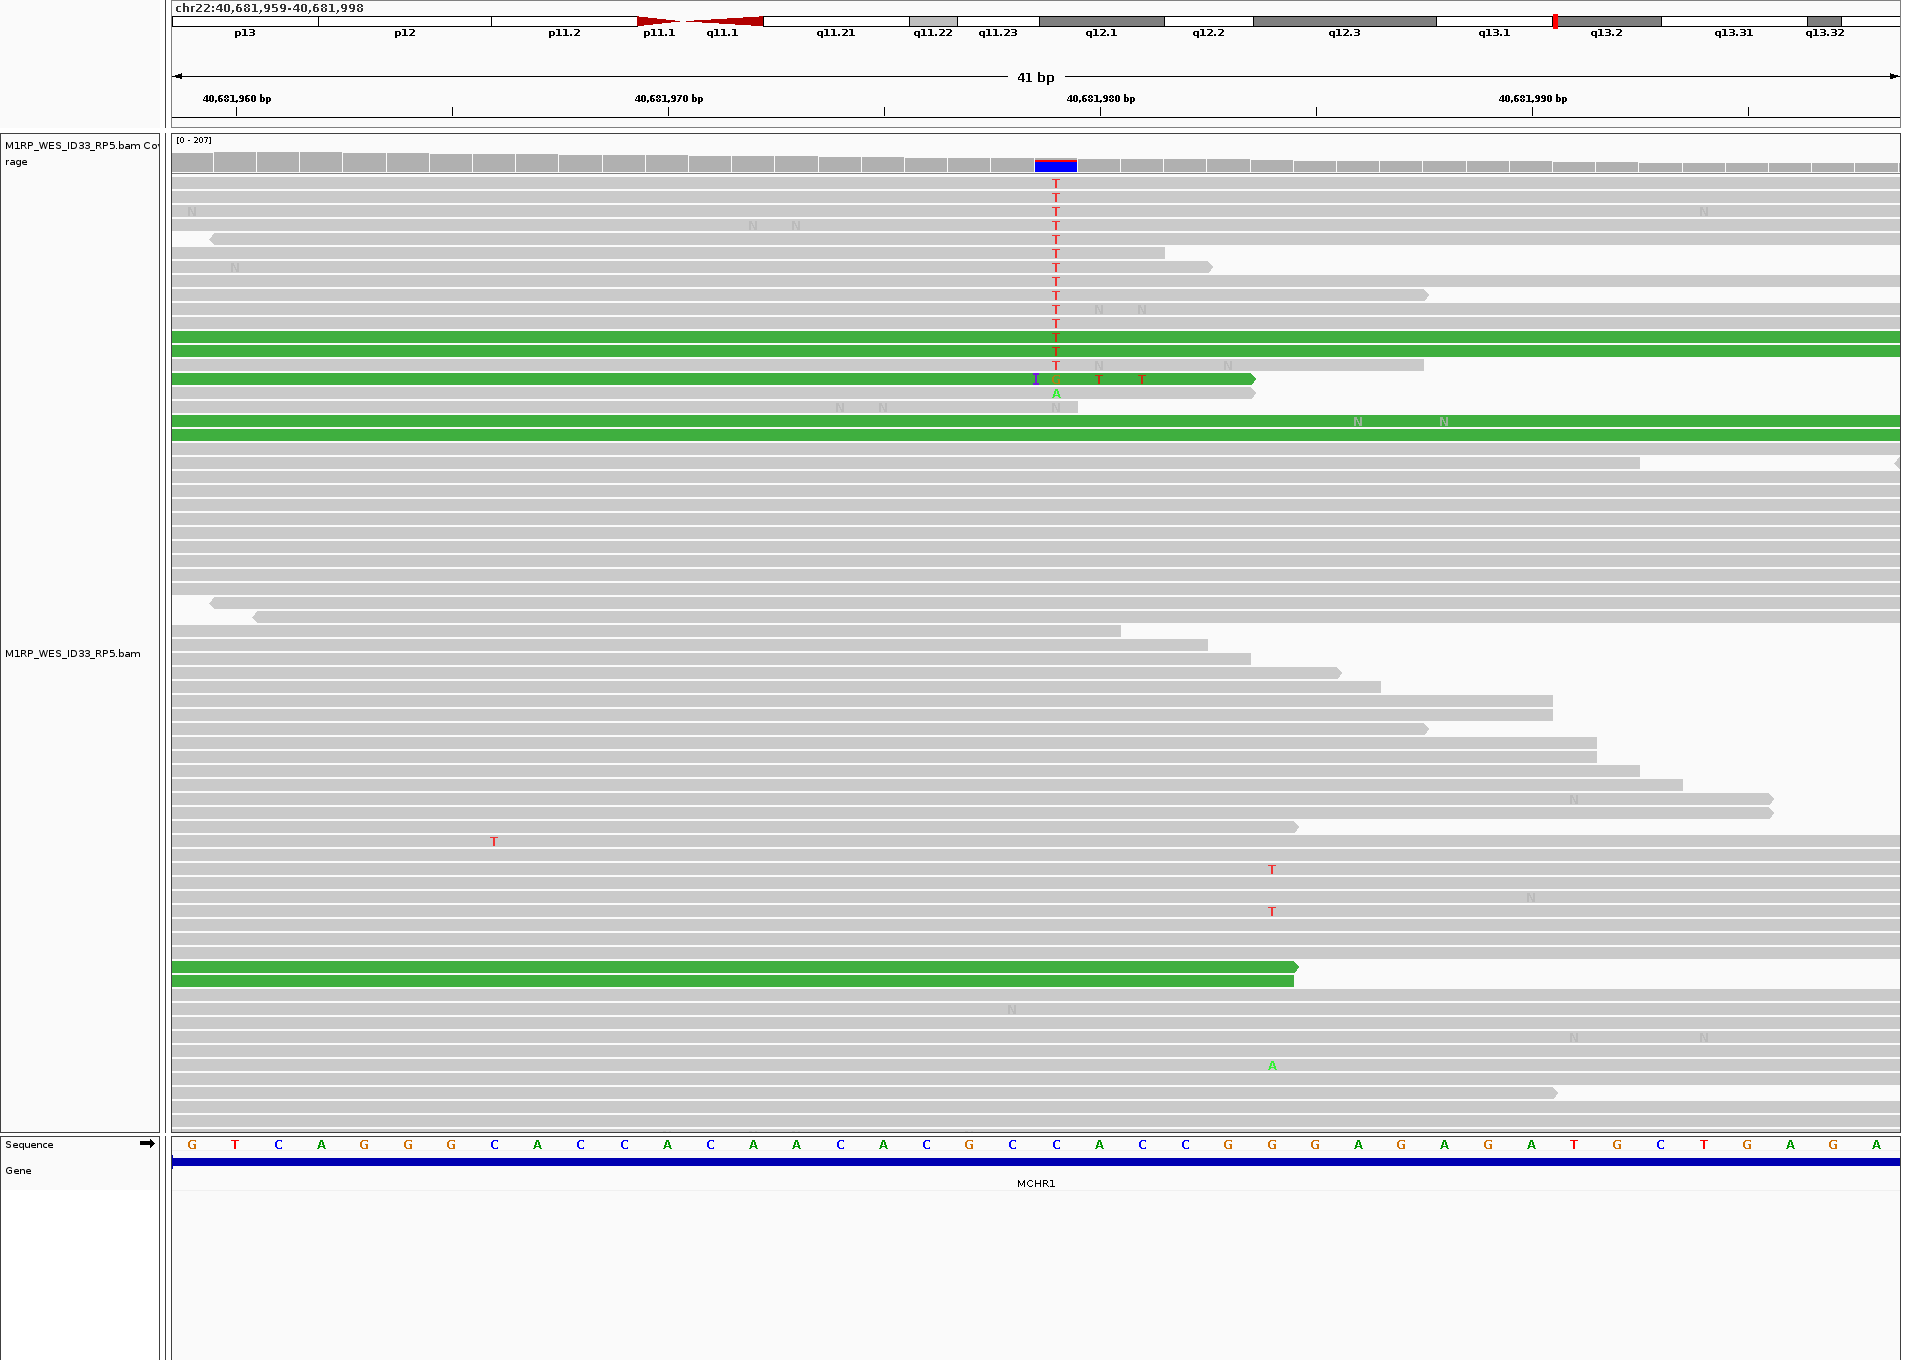 chr22:40,681,959-40,681,998
p13 p12 p11.2 p11.1 q11.1 q11.21 q11.22 q11.23 q12.1 q12.2 q12.3 q13.1 q13.2 q13.31 q13.32
41 bp
40,681,960 bp 40,681,970 bp 40,681,980 bp 40,681,990 bp
M1RP_WES_ID33_RP5.bam Co
rage
[0 - 207]
T
T
N T N
N N T
T
T
N T
T
T
T N N
T
T
T
T N N
I G T T
A
N N N
N N
M1RP_WES_ID33_RP5.bam
N
T
T
N
T
N
N N
A
Sequence G T C A G G G C A C C A C A A C A C G C C A C C G G G A G A G A T G C T G A G A
Gene
MCHR1